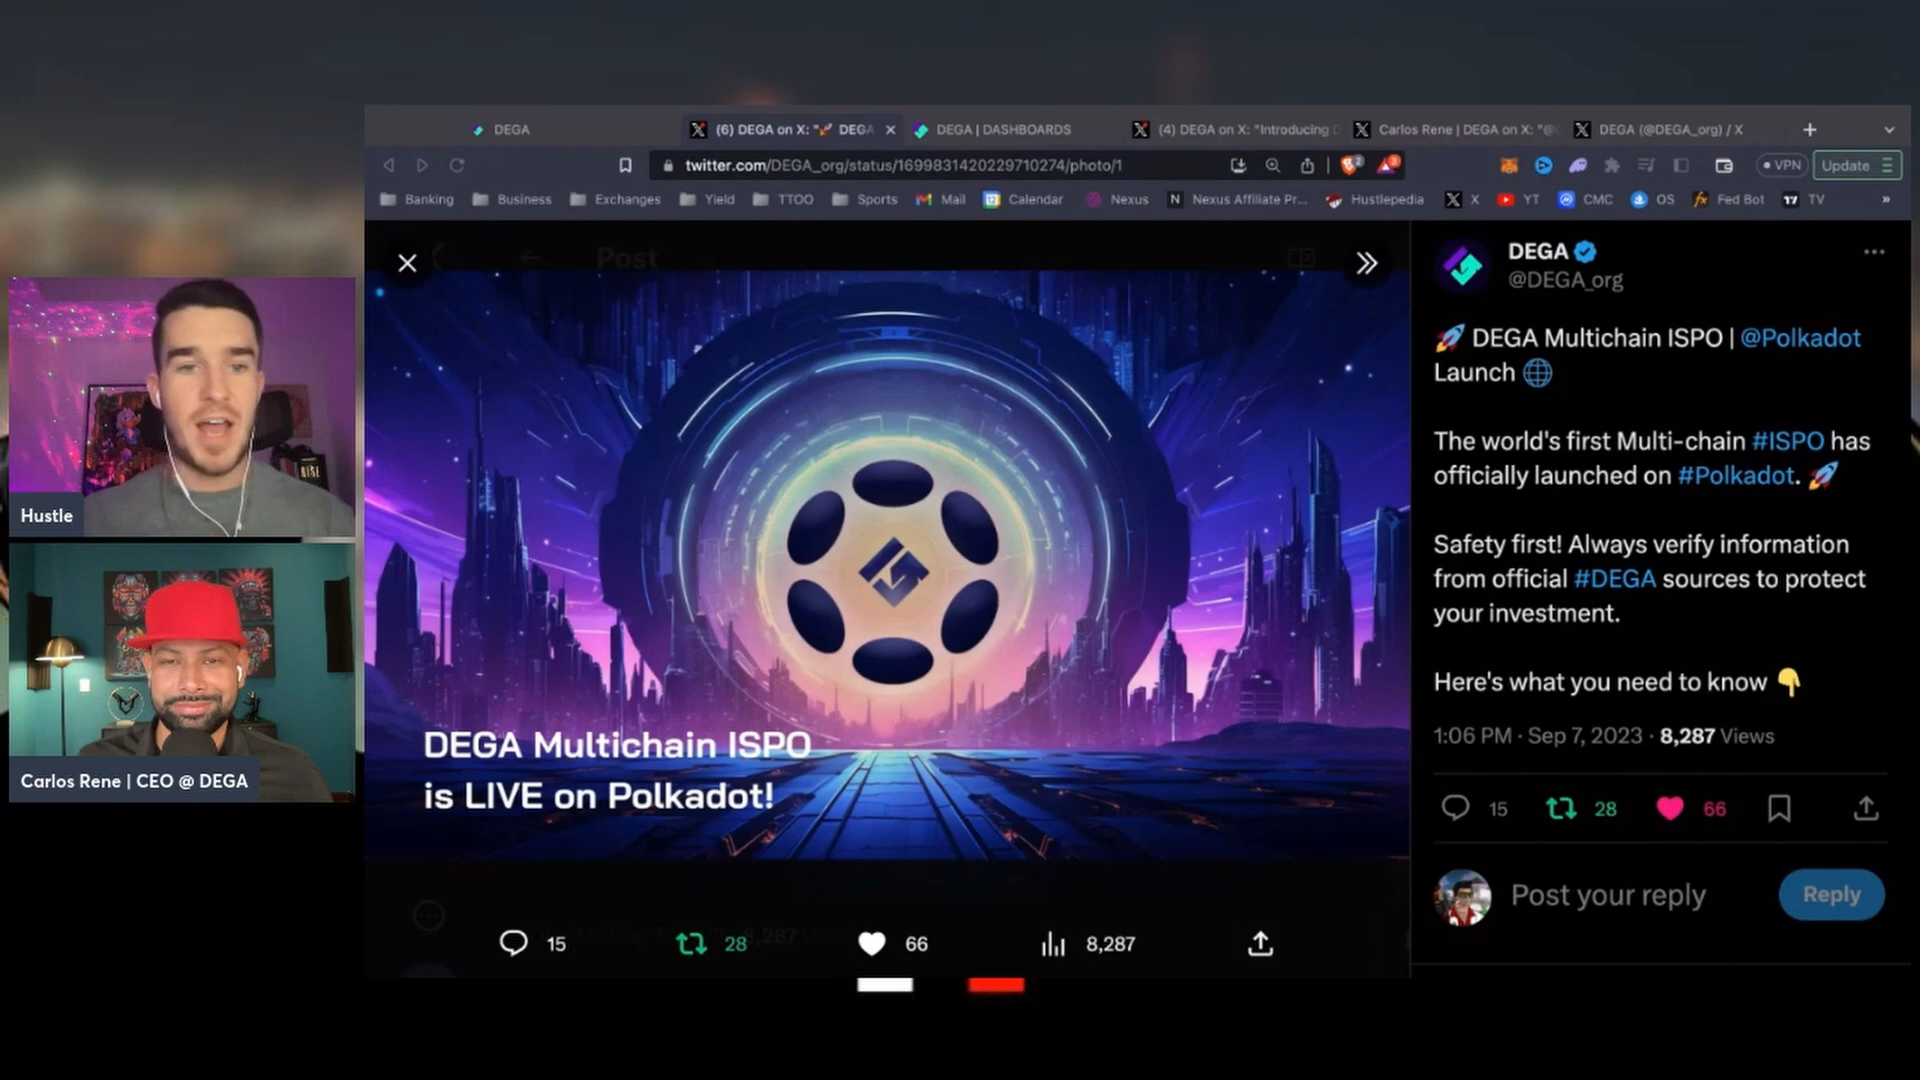 DEGA
(6) DEGA on X: "🚀 DEGA
DEGA | DASHBOARDS
(4) DEGA on X: "Introducing
Carlos Rene | DEGA on X: "@
DEGA (@DEGA_org) / X
twitter.com/DEGA_org/status/1699831420229710274/photo/1
2
3
VPN
Update
Banking
Business
Exchanges
Yield
TTOO
Sports
Mail
Calendar
Nexus
Nexus Affiliate Pr...
Hustlepedia
X
YT
CMC
OS
Fed Bot
TV
Post
DEGA
@DEGA_org
🚀 DEGA Multichain ISPO | @Polkadot
Launch 🌐
The world's first Multi-chain #ISPO has
officially launched on #Polkadot. 🚀
Safety first! Always verify information
from official #DEGA sources to protect
your investment.
Here's what you need to know 👇
1:06 PM · Sep 7, 2023 · 8,287 Views
15
28
66
Post your reply
Reply
DEGA Multichain ISPO
is LIVE on Polkadot!
15
28
66
8,287
Hustle
RISE
Carlos Rene | CEO @ DEGA